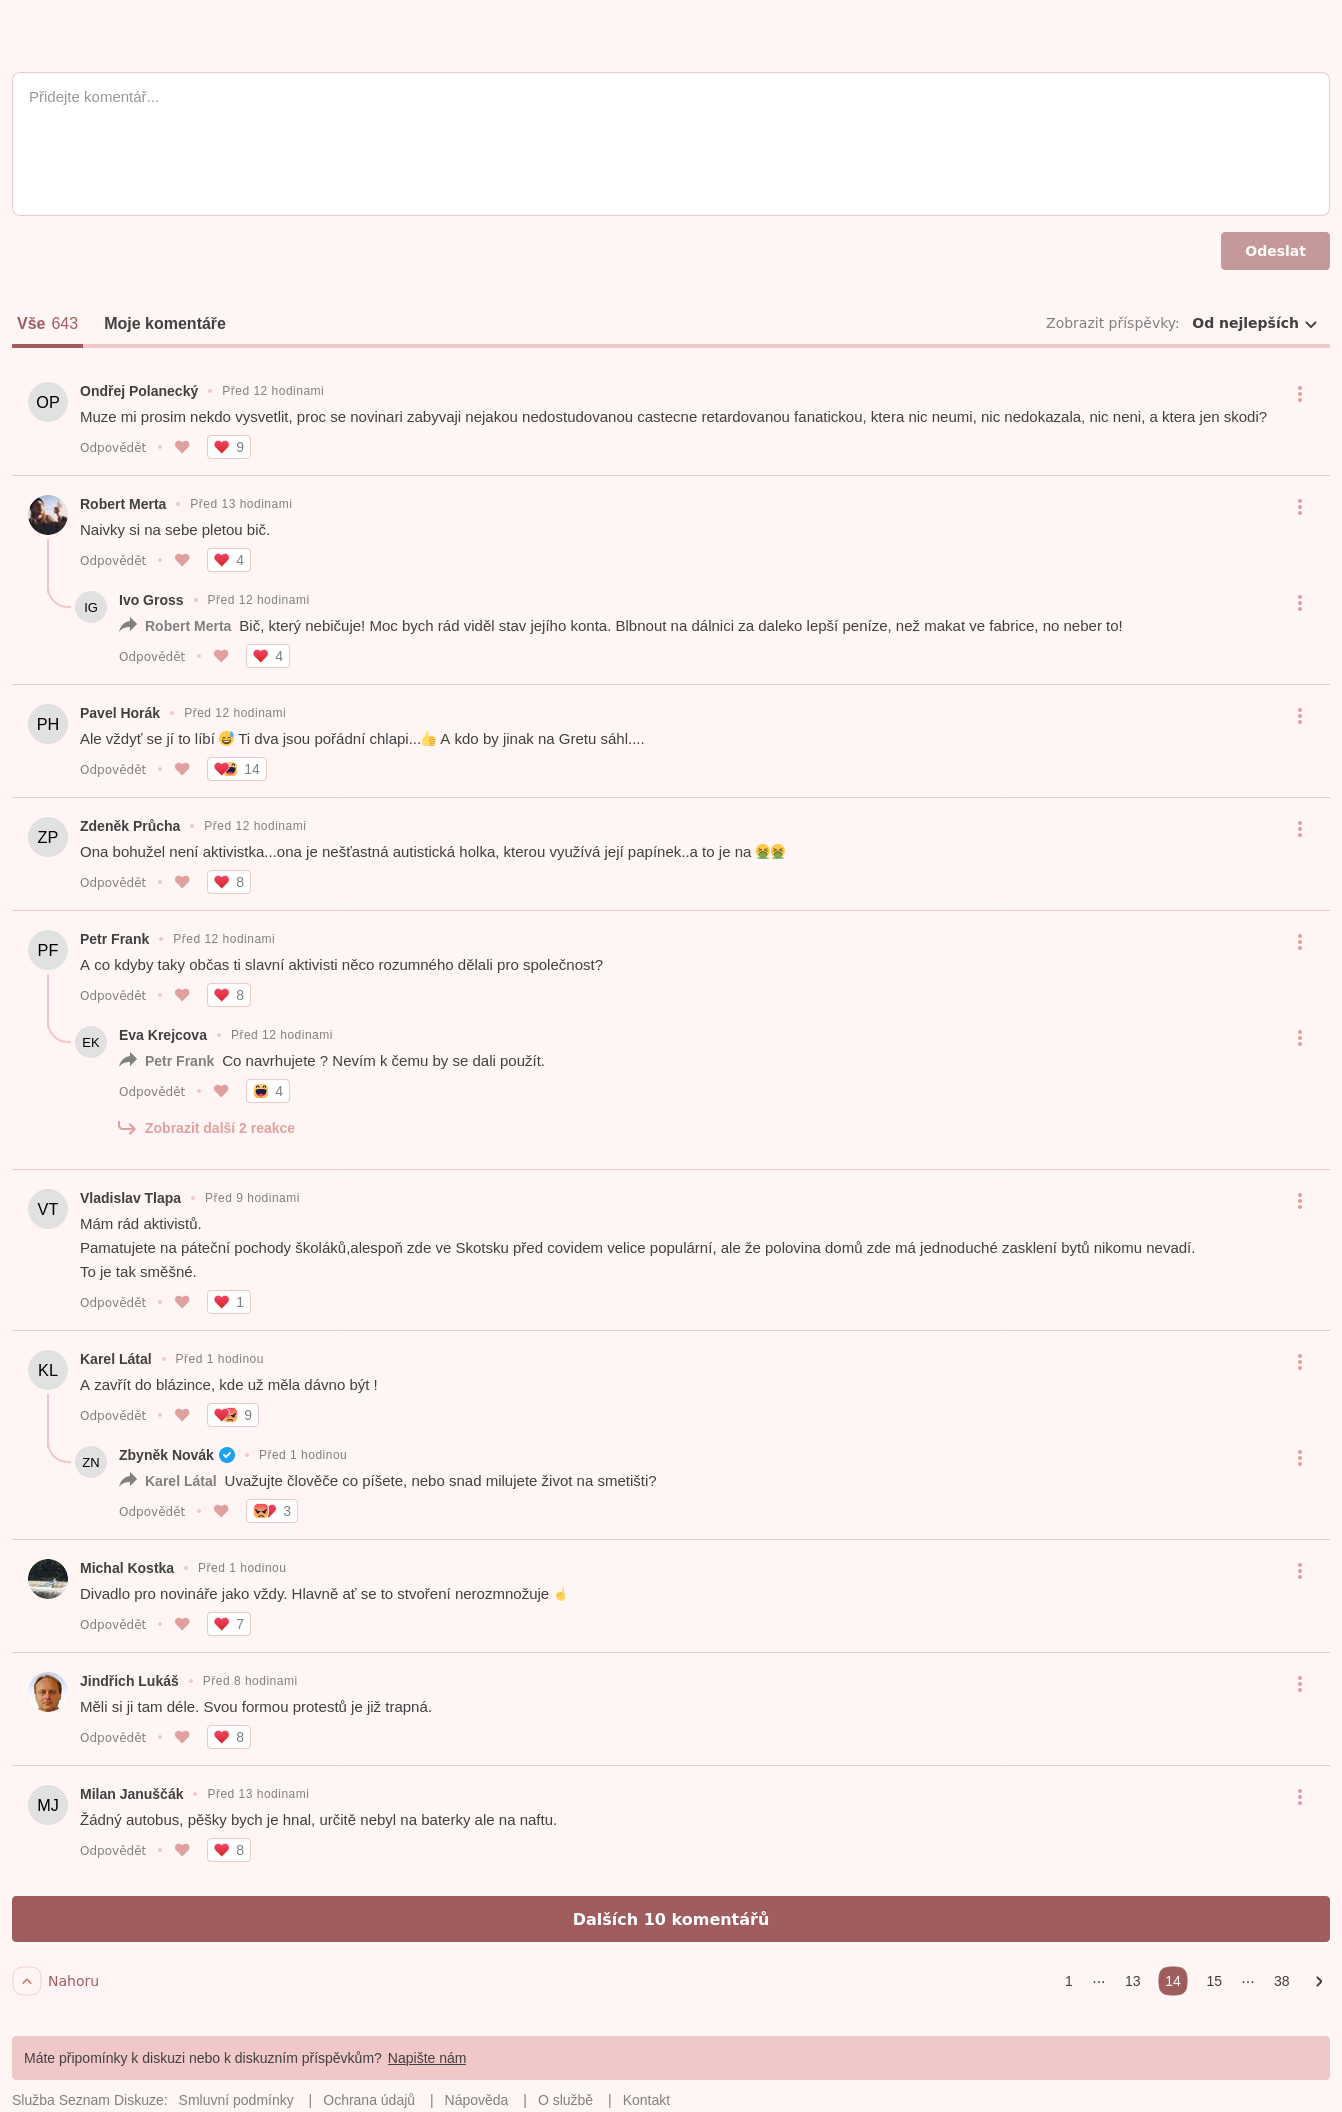 Přidejte komentář...
Odeslat
Vše 643 Moje komentáře Zobrazit příspěvky: Od nejlepších
OP Ondřej Polanecký • Před 12 hodinami
Muze mi prosim nekdo vysvetlit, proc se novinari zabyvaji nejakou nedostudovanou castecne retardovanou fanatickou, ktera nic neumi, nic nedokazala, nic neni, a ktera jen skodi?
Odpovědět • 9
Robert Merta • Před 13 hodinami
Naivky si na sebe pletou bič.
Odpovědět • 4
IG Ivo Gross • Před 12 hodinami
Robert Merta Bič, který nebičuje! Moc bych rád viděl stav jejího konta. Blbnout na dálnici za daleko lepší peníze, než makat ve fabrice, no neber to!
Odpovědět • 4
PH Pavel Horák • Před 12 hodinami
Ale vždyť se jí to líbí 😅 Ti dva jsou pořádní chlapi...👍 A kdo by jinak na Gretu sáhl....
Odpovědět • 14
ZP Zdeněk Průcha • Před 12 hodinami
Ona bohužel není aktivistka...ona je nešťastná autistická holka, kterou využívá její papínek..a to je na 🤮🤮
Odpovědět • 8
PF Petr Frank • Před 12 hodinami
A co kdyby taky občas ti slavní aktivisti něco rozumného dělali pro společnost?
Odpovědět • 8
EK Eva Krejcova • Před 12 hodinami
Petr Frank Co navrhujete ? Nevím k čemu by se dali použít.
Odpovědět • 4
Zobrazit další 2 reakce
VT Vladislav Tlapa • Před 9 hodinami
Mám rád aktivistů.
Pamatujete na páteční pochody školáků,alespoň zde ve Skotsku před covidem velice populární, ale že polovina domů zde má jednoduché zasklení bytů nikomu nevadí.
To je tak směšné.
Odpovědět • 1
KL Karel Látal • Před 1 hodinou
A zavřít do blázince, kde už měla dávno být !
Odpovědět • 9
ZN Zbyněk Novák • Před 1 hodinou
Karel Látal Uvažujte člověče co píšete, nebo snad milujete život na smetišti?
Odpovědět • 3
Michal Kostka • Před 1 hodinou
Divadlo pro novináře jako vždy. Hlavně ať se to stvoření nerozmnožuje ☝
Odpovědět • 7
Jindřich Lukáš • Před 8 hodinami
Měli si ji tam déle. Svou formou protestů je již trapná.
Odpovědět • 8
MJ Milan Januščák • Před 13 hodinami
Žádný autobus, pěšky bych je hnal, určitě nebyl na baterky ale na naftu.
Odpovědět • 8
Dalších 10 komentářů
Nahoru 1 ... 13 14 15 ... 38
Máte připomínky k diskuzi nebo k diskuzním příspěvkům? Napište nám
Služba Seznam Diskuze: Smluvní podmínky | Ochrana údajů | Nápověda | O službě | Kontakt